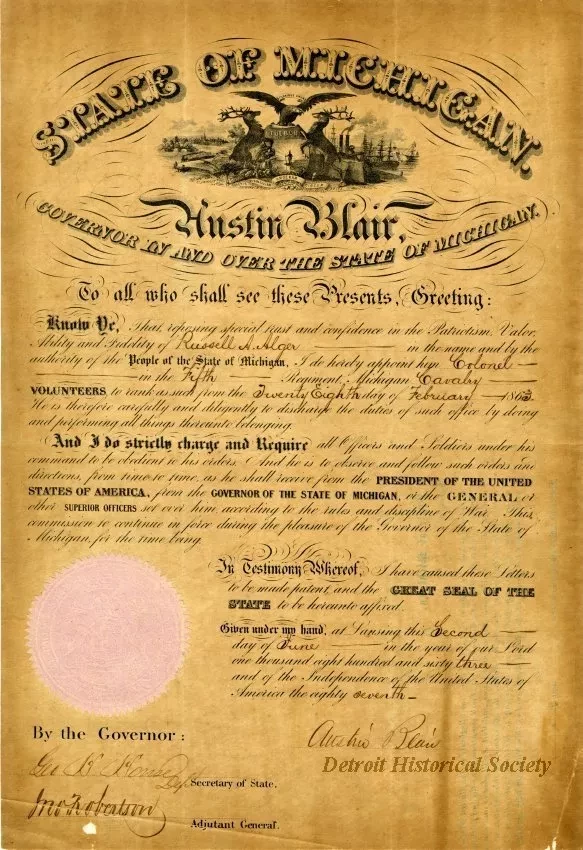 STATE OF MICHIGAN.
TUEBOR
Austin Blair,
GOVERNOR IN AND OVER THE STATE OF MICHIGAN.
To all who shall see these Presents, Greeting:
Know Ye, That, reposing special trust and confidence in the Patriotism, Valor,
Ability and Fidelity of Russell A. Alger in the name and by the
authority of the People of the State of Michigan, I do hereby appoint him Colonel
in the Fifth Regiment, Michigan Cavalry
VOLUNTEERS, to rank as such from the Twenty Eighth day of February 1863.
He is therefore carefully and diligently to discharge the duties of such office by doing
and performing all things thereunto belonging.
And I do strictly charge and Require all Officers and Soldiers under his
command to be obedient to his orders. And he is to observe and follow such orders and
directions, from time to time, as he shall receive from the PRESIDENT OF THE UNITED
STATES OF AMERICA, from the GOVERNOR OF THE STATE OF MICHIGAN, or the GENERAL or
other SUPERIOR OFFICERS set over him, according to the rules and discipline of War. This
commission to continue in force during the pleasure of the Governor of the State of
Michigan, for the time being.
In Testimony Whereof, I have caused these Letters
to be made patent, and the GREAT SEAL OF THE
STATE to be hereunto affixed.
Given under my hand, at Lansing this Second
day of June in the year of our Lord
one thousand eight hundred and sixty three
and of the Independence of the United States of
America the eighty seventh
By the Governor:
Austin Blair
Detroit Historical Society
Geo
Secretary of State.
Jno Robertson
Adjutant General.